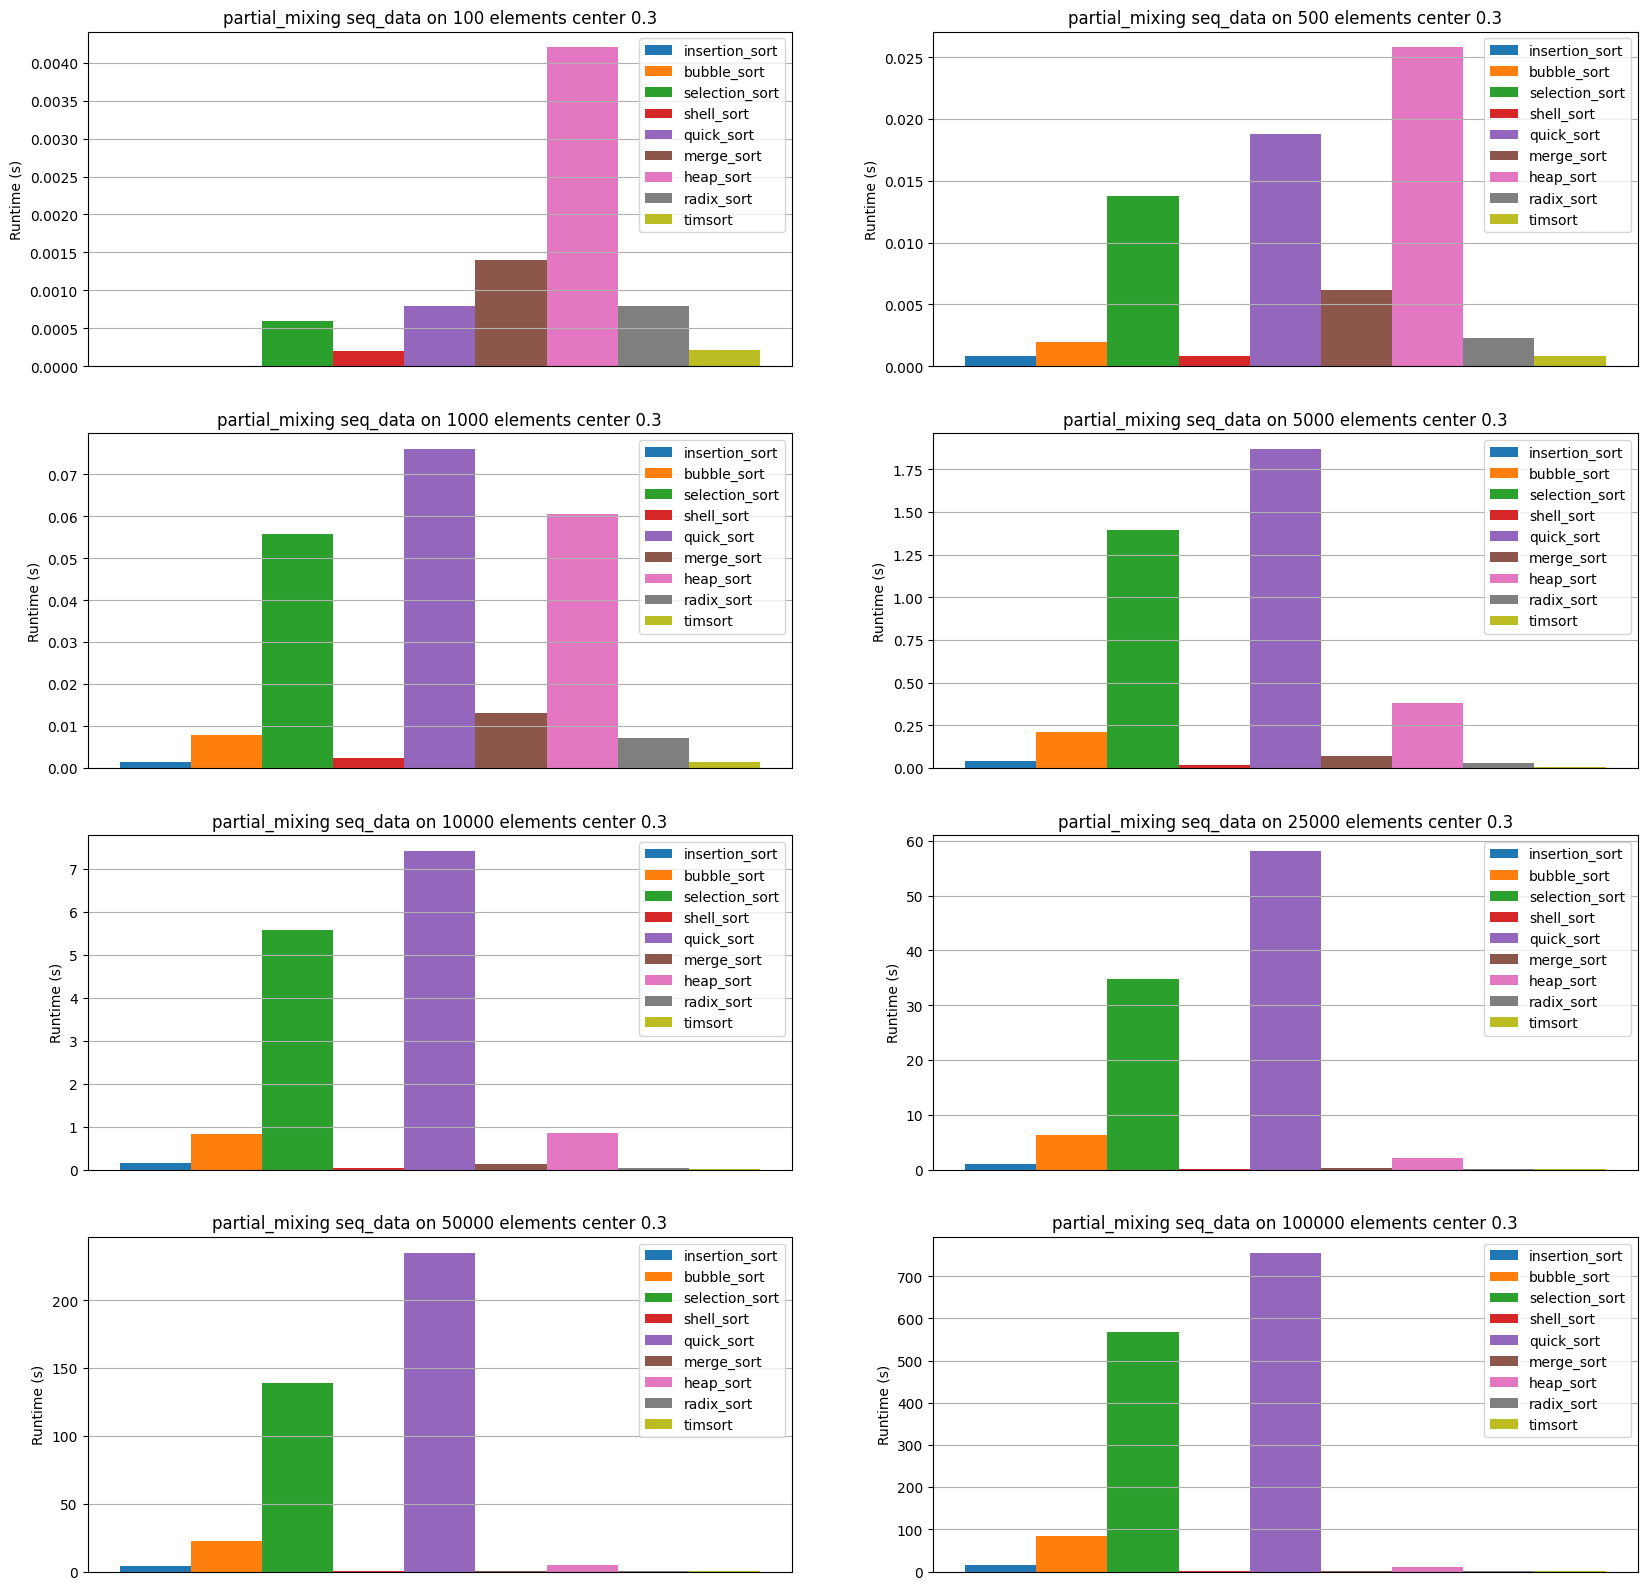 partial_mixing seq_data on 100 elements center 0.3
Runtime (s)
0.0040
0.0035
0.0030
0.0025
0.0020
0.0015
0.0010
0.0005
0.0000
insertion_sort
bubble_sort
selection_sort
shell_sort
quick_sort
merge_sort
heap_sort
radix_sort
timsort
partial_mixing seq_data on 500 elements center 0.3
Runtime (s)
0.025
0.020
0.015
0.010
0.005
0.000
insertion_sort
bubble_sort
selection_sort
shell_sort
quick_sort
merge_sort
heap_sort
radix_sort
timsort
partial_mixing seq_data on 1000 elements center 0.3
Runtime (s)
0.07
0.06
0.05
0.04
0.03
0.02
0.01
0.00
insertion_sort
bubble_sort
selection_sort
shell_sort
quick_sort
merge_sort
heap_sort
radix_sort
timsort
partial_mixing seq_data on 5000 elements center 0.3
Runtime (s)
1.75
1.50
1.25
1.00
0.75
0.50
0.25
0.00
insertion_sort
bubble_sort
selection_sort
shell_sort
quick_sort
merge_sort
heap_sort
radix_sort
timsort
partial_mixing seq_data on 10000 elements center 0.3
Runtime (s)
7
6
5
4
3
2
1
0
insertion_sort
bubble_sort
selection_sort
shell_sort
quick_sort
merge_sort
heap_sort
radix_sort
timsort
partial_mixing seq_data on 25000 elements center 0.3
Runtime (s)
60
50
40
30
20
10
0
insertion_sort
bubble_sort
selection_sort
shell_sort
quick_sort
merge_sort
heap_sort
radix_sort
timsort
partial_mixing seq_data on 50000 elements center 0.3
Runtime (s)
200
150
100
50
0
insertion_sort
bubble_sort
selection_sort
shell_sort
quick_sort
merge_sort
heap_sort
radix_sort
timsort
partial_mixing seq_data on 100000 elements center 0.3
Runtime (s)
700
600
500
400
300
200
100
0
insertion_sort
bubble_sort
selection_sort
shell_sort
quick_sort
merge_sort
heap_sort
radix_sort
timsort